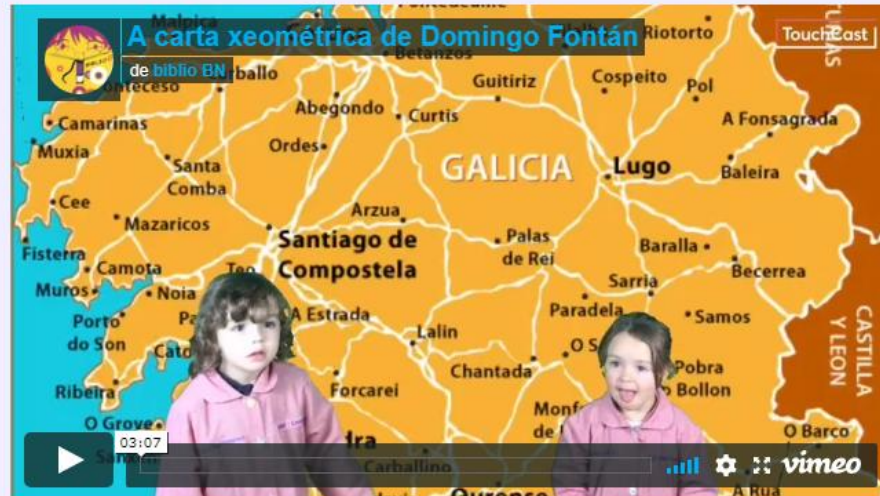 Malpica
A carta xeométrica de Domingo Fontán
Riotorto
TouchCast
de biblio BN
Betanzos
Guitiriz
Cospeito
Pol
Abegondo
Curtis
A Fonsagrada
Camarinas
Ordes
Muxia
Santa
Comba
GALICIA
Lugo
Baleira
Cee
Arzua
Mazaricos
Santiago de
Compostela
Palas
de Rei
Baralla
Fisterra
Becerrea
Camota
Teo
Sarria
Muros
Noia
A Estrada
Paradela
Samos
Porto
do Son
Lalin
CASTILLA
Y LEON
Chantada
Pobra
Bollon
Ribeira
Forcarei
O Grove
03:07
O Barco
Carballino
vimeo
Ourense
A Rua